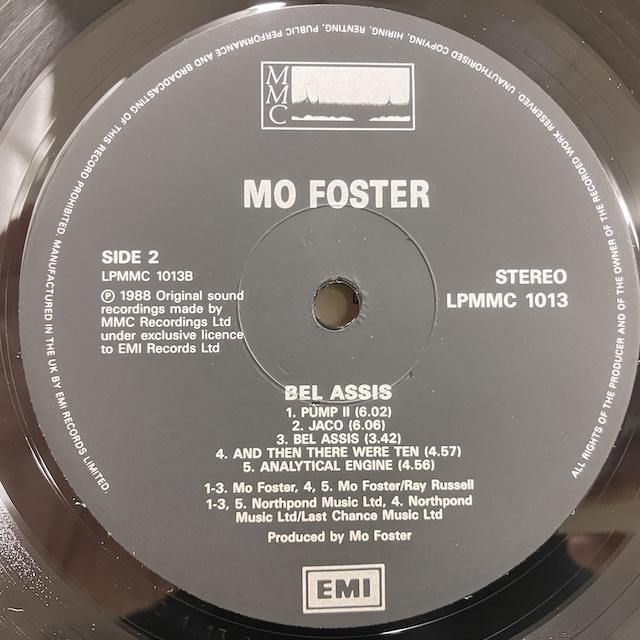 MMC
MO FOSTER
SIDE 2
LPMMC 1013B
℗ 1988 Original sound
recordings made by
MMC Recordings Ltd
under exclusive licence
to EMI Records Ltd
STEREO
LPMMC 1013
BEL ASSIS
1. PUMP II (6.02)
2. JACO (6.06)
3. BEL ASSIS (3.42)
4. AND THEN THERE WERE TEN (4.57)
5. ANALYTICAL ENGINE (4.56)
1-3. Mo Foster, 4, 5. Mo Foster/Ray Russell
1-3, 5. Northpond Music Ltd, 4. Northpond
Music Ltd/Last Chance Music Ltd
Produced by Mo Foster
EMI
ALL RIGHTS OF THE PRODUCER AND OF THE OWNER OF THE RECORDED WORK RESERVED. UNAUTHORISED COPYING, HIRING, RENTING, PUBLIC PERFORMANCE AND BROADCASTING OF THIS RECORD PROHIBITED. MANUFACTURED IN THE UK BY EMI RECORDS LIMITED.